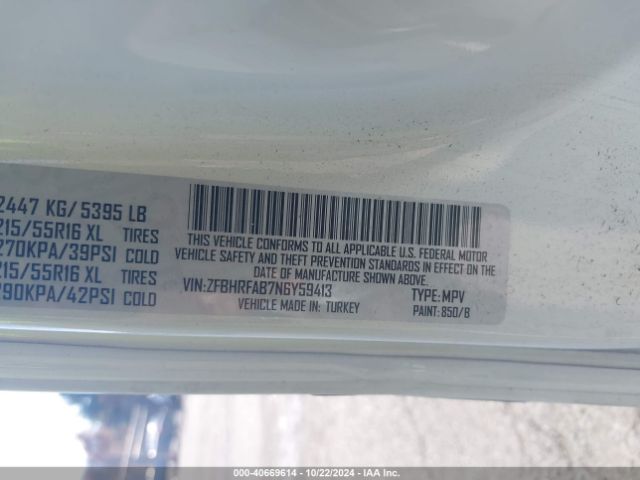 2447 KG/ 5395 LB
215/55R16 XL TIRES
270KPA/39PSI COLD
215/55R16 XL TIRES
290KPA/42PSI COLD
THIS VEHICLE CONFORMS TO ALL APPLICABLE U.S. FEDERAL MOTOR
VEHICLE SAFETY AND THEFT PREVENTION STANDARDS IN EFFECT ON THE
DATE OF MANUFACTURE SHOWN ABOVE.
VIN:ZFBHRFAB7N6Y59413 TYPE: MPV
VEHICLE MADE IN: TURKEY PAINT: 850/B
000-40669614 - 10/22/2024 - IAA Inc.